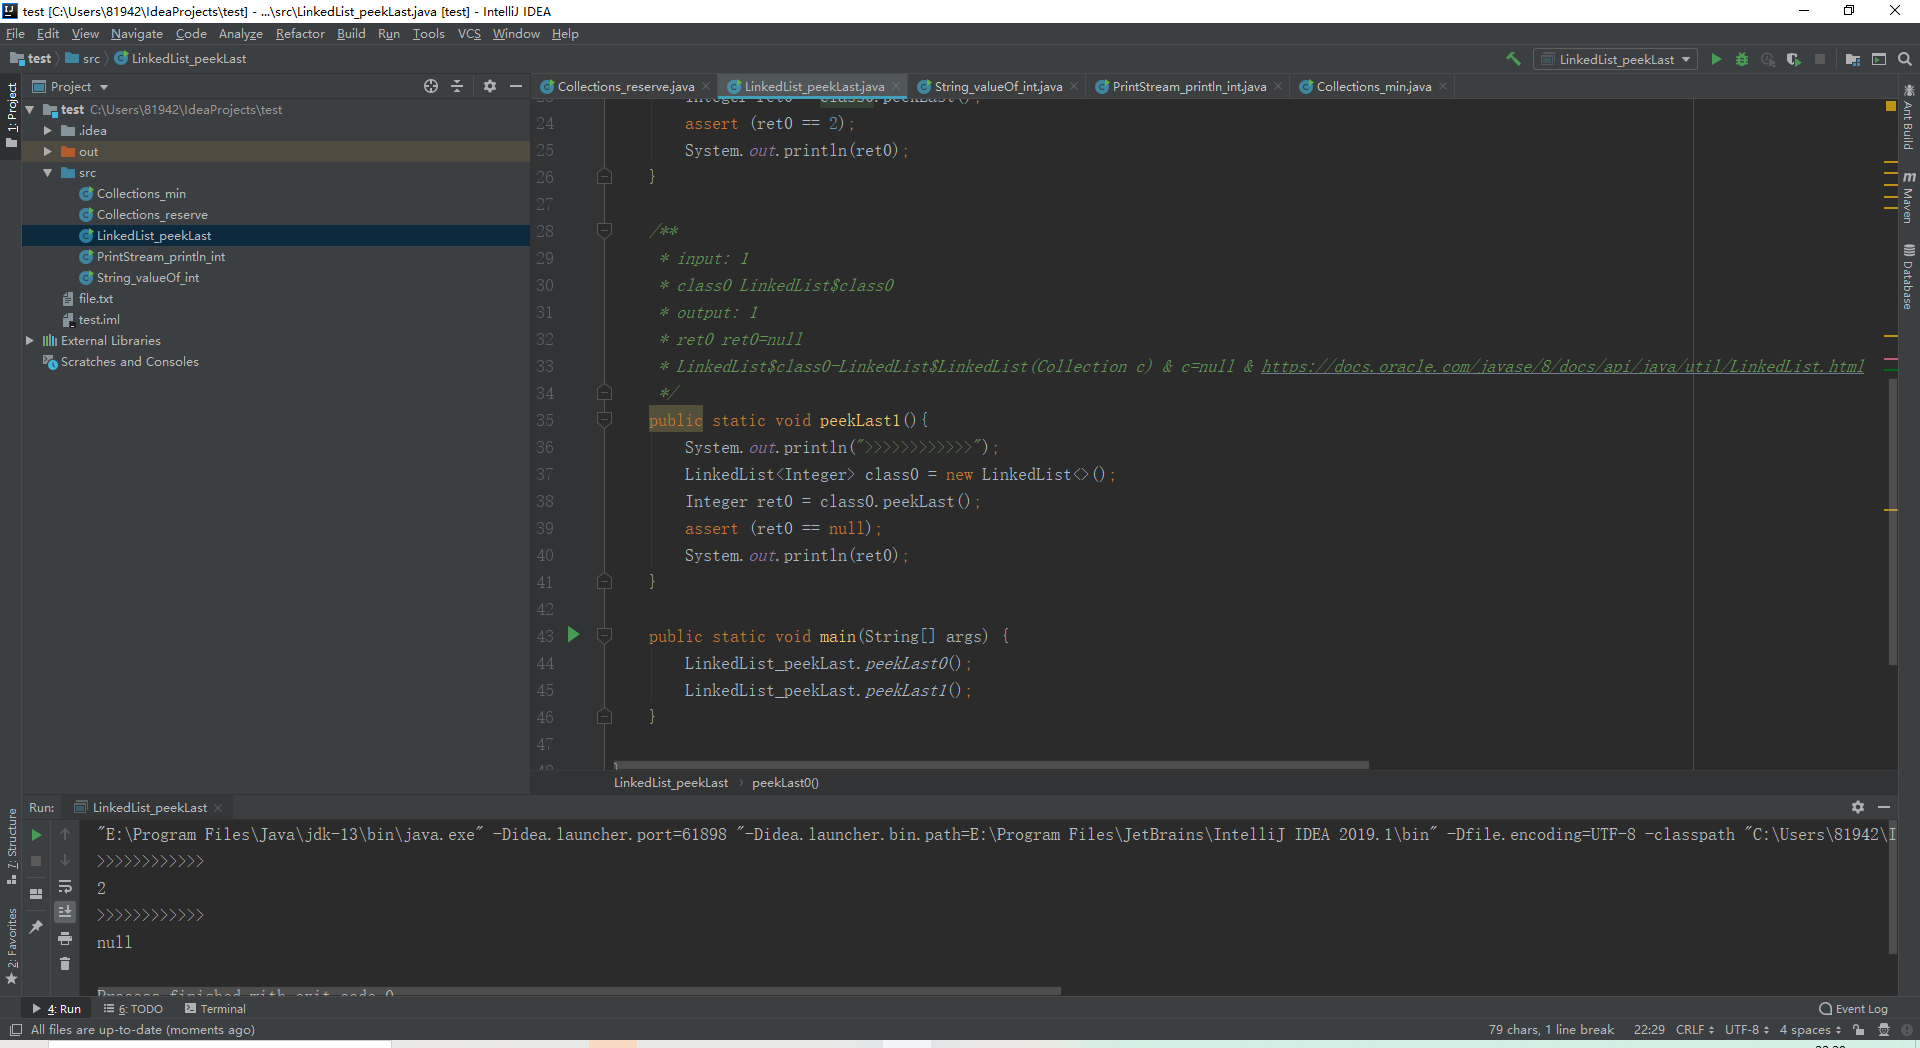 test [C:\Users\81942\IdeaProjects\test] - ...\src\LinkedList_peekLast.java [test] - IntelliJ IDEA
File Edit View Navigate Code Analyze Refactor Build Run Tools VCS Window Help
test src LinkedList_peekLast
LinkedList_peekLast
Project
Collections_reserve.java LinkedList_peekLast.java String_valueOf_int.java PrintStream_println_int.java Collections_min.java
1: Project
test C:\Users\81942\IdeaProjects\test
.idea
out
src
Collections_min
Collections_reserve
LinkedList_peekLast
PrintStream_println_int
String_valueOf_int
file.txt
test.iml
External Libraries
Scratches and Consoles
24 assert (ret0 == 2);
25 System.out.println(ret0);
26 }
27
28 /**
29 * input: 1
30 * class0 LinkedList$class0
31 * output: 1
32 * ret0 ret0=null
33 * LinkedList$class0-LinkedList$LinkedList(Collection c) & c=null & https://docs.oracle.com/javase/8/docs/api/java/util/LinkedList.html
34 */
35 public static void peekLast1(){
36 System.out.println(">>>>>>>>>>>>");
37 LinkedList<Integer> class0 = new LinkedList<>();
38 Integer ret0 = class0.peekLast();
39 assert (ret0 == null);
40 System.out.println(ret0);
41 }
42
43 public static void main(String[] args) {
44 LinkedList_peekLast.peekLast0();
45 LinkedList_peekLast.peekLast1();
46 }
47
LinkedList_peekLast peekLast0()
Ant Build
Maven
Database
Run: LinkedList_peekLast
"E:\Program Files\Java\jdk-13\bin\java.exe" -Didea.launcher.port=61898 "-Didea.launcher.bin.path=E:\Program Files\JetBrains\IntelliJ IDEA 2019.1\bin" -Dfile.encoding=UTF-8 -classpath "C:\Users\81942\I
>>>>>>>>>>>>
2
>>>>>>>>>>>>
null
Process finished with exit code 0
7: Structure
2: Favorites
4: Run 6: TODO Terminal Event Log
All files are up-to-date (moments ago) 79 chars, 1 line break 22:29 CRLF UTF-8 4 spaces